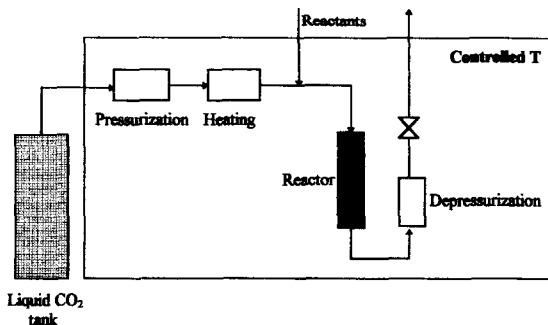 Reactants
Controlled T
Pressurization
Heating
Reactor
Depressurization
Liquid CO₂
tank